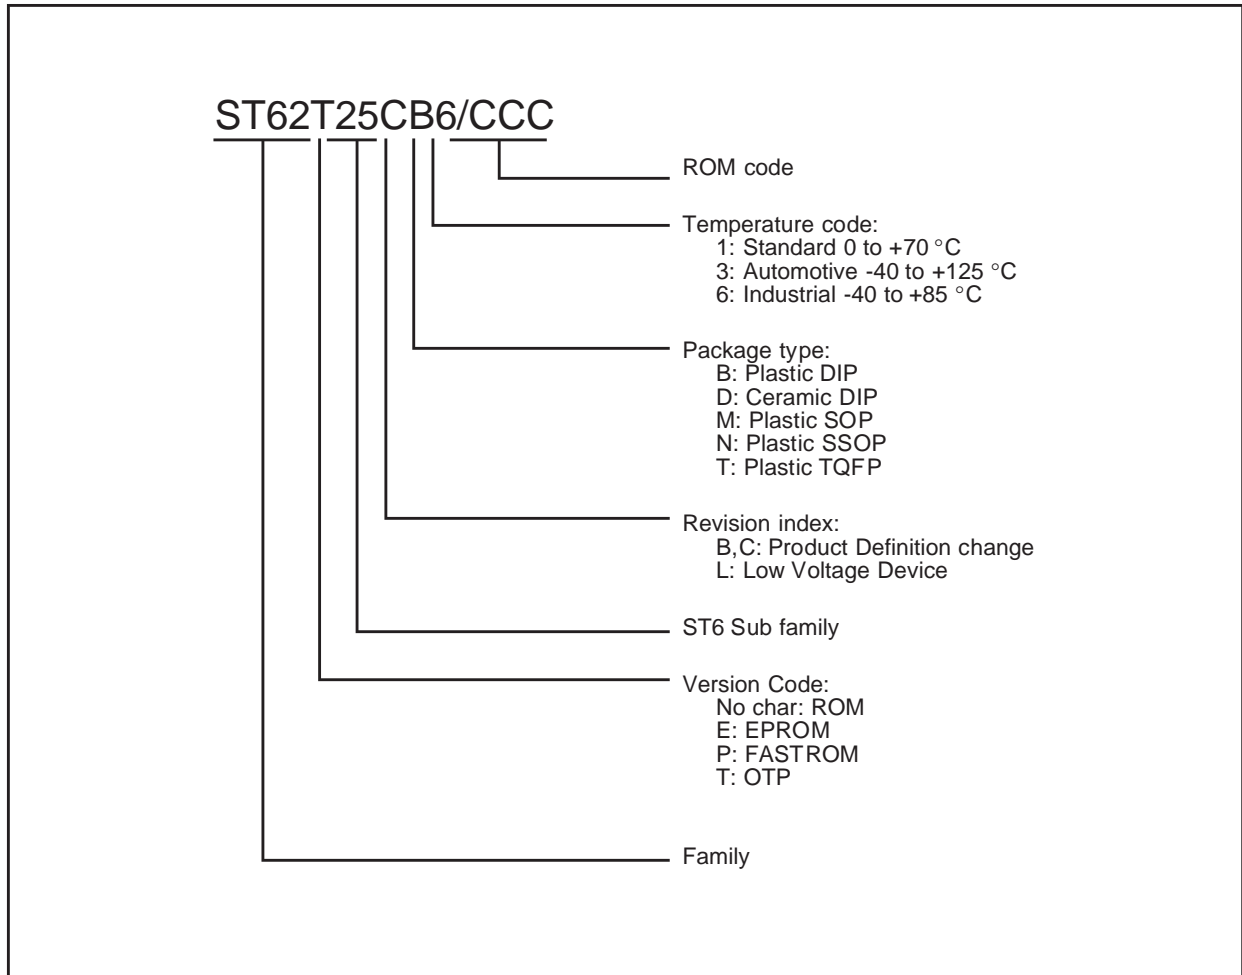 ST62T25CB6/CCC
ROM code
Temperature code:
1: Standard 0 to +70 °C
3: Automotive -40 to +125 °C
6: Industrial -40 to +85 °C
Package type:
B: Plastic DIP
D: Ceramic DIP
M: Plastic SOP
N: Plastic SSOP
T: Plastic TQFP
Revision index:
B,C: Product Definition change
L: Low Voltage Device
ST6 Sub family
Version Code:
No char: ROM
E: EPROM
P: FASTROM
T: OTP
Family